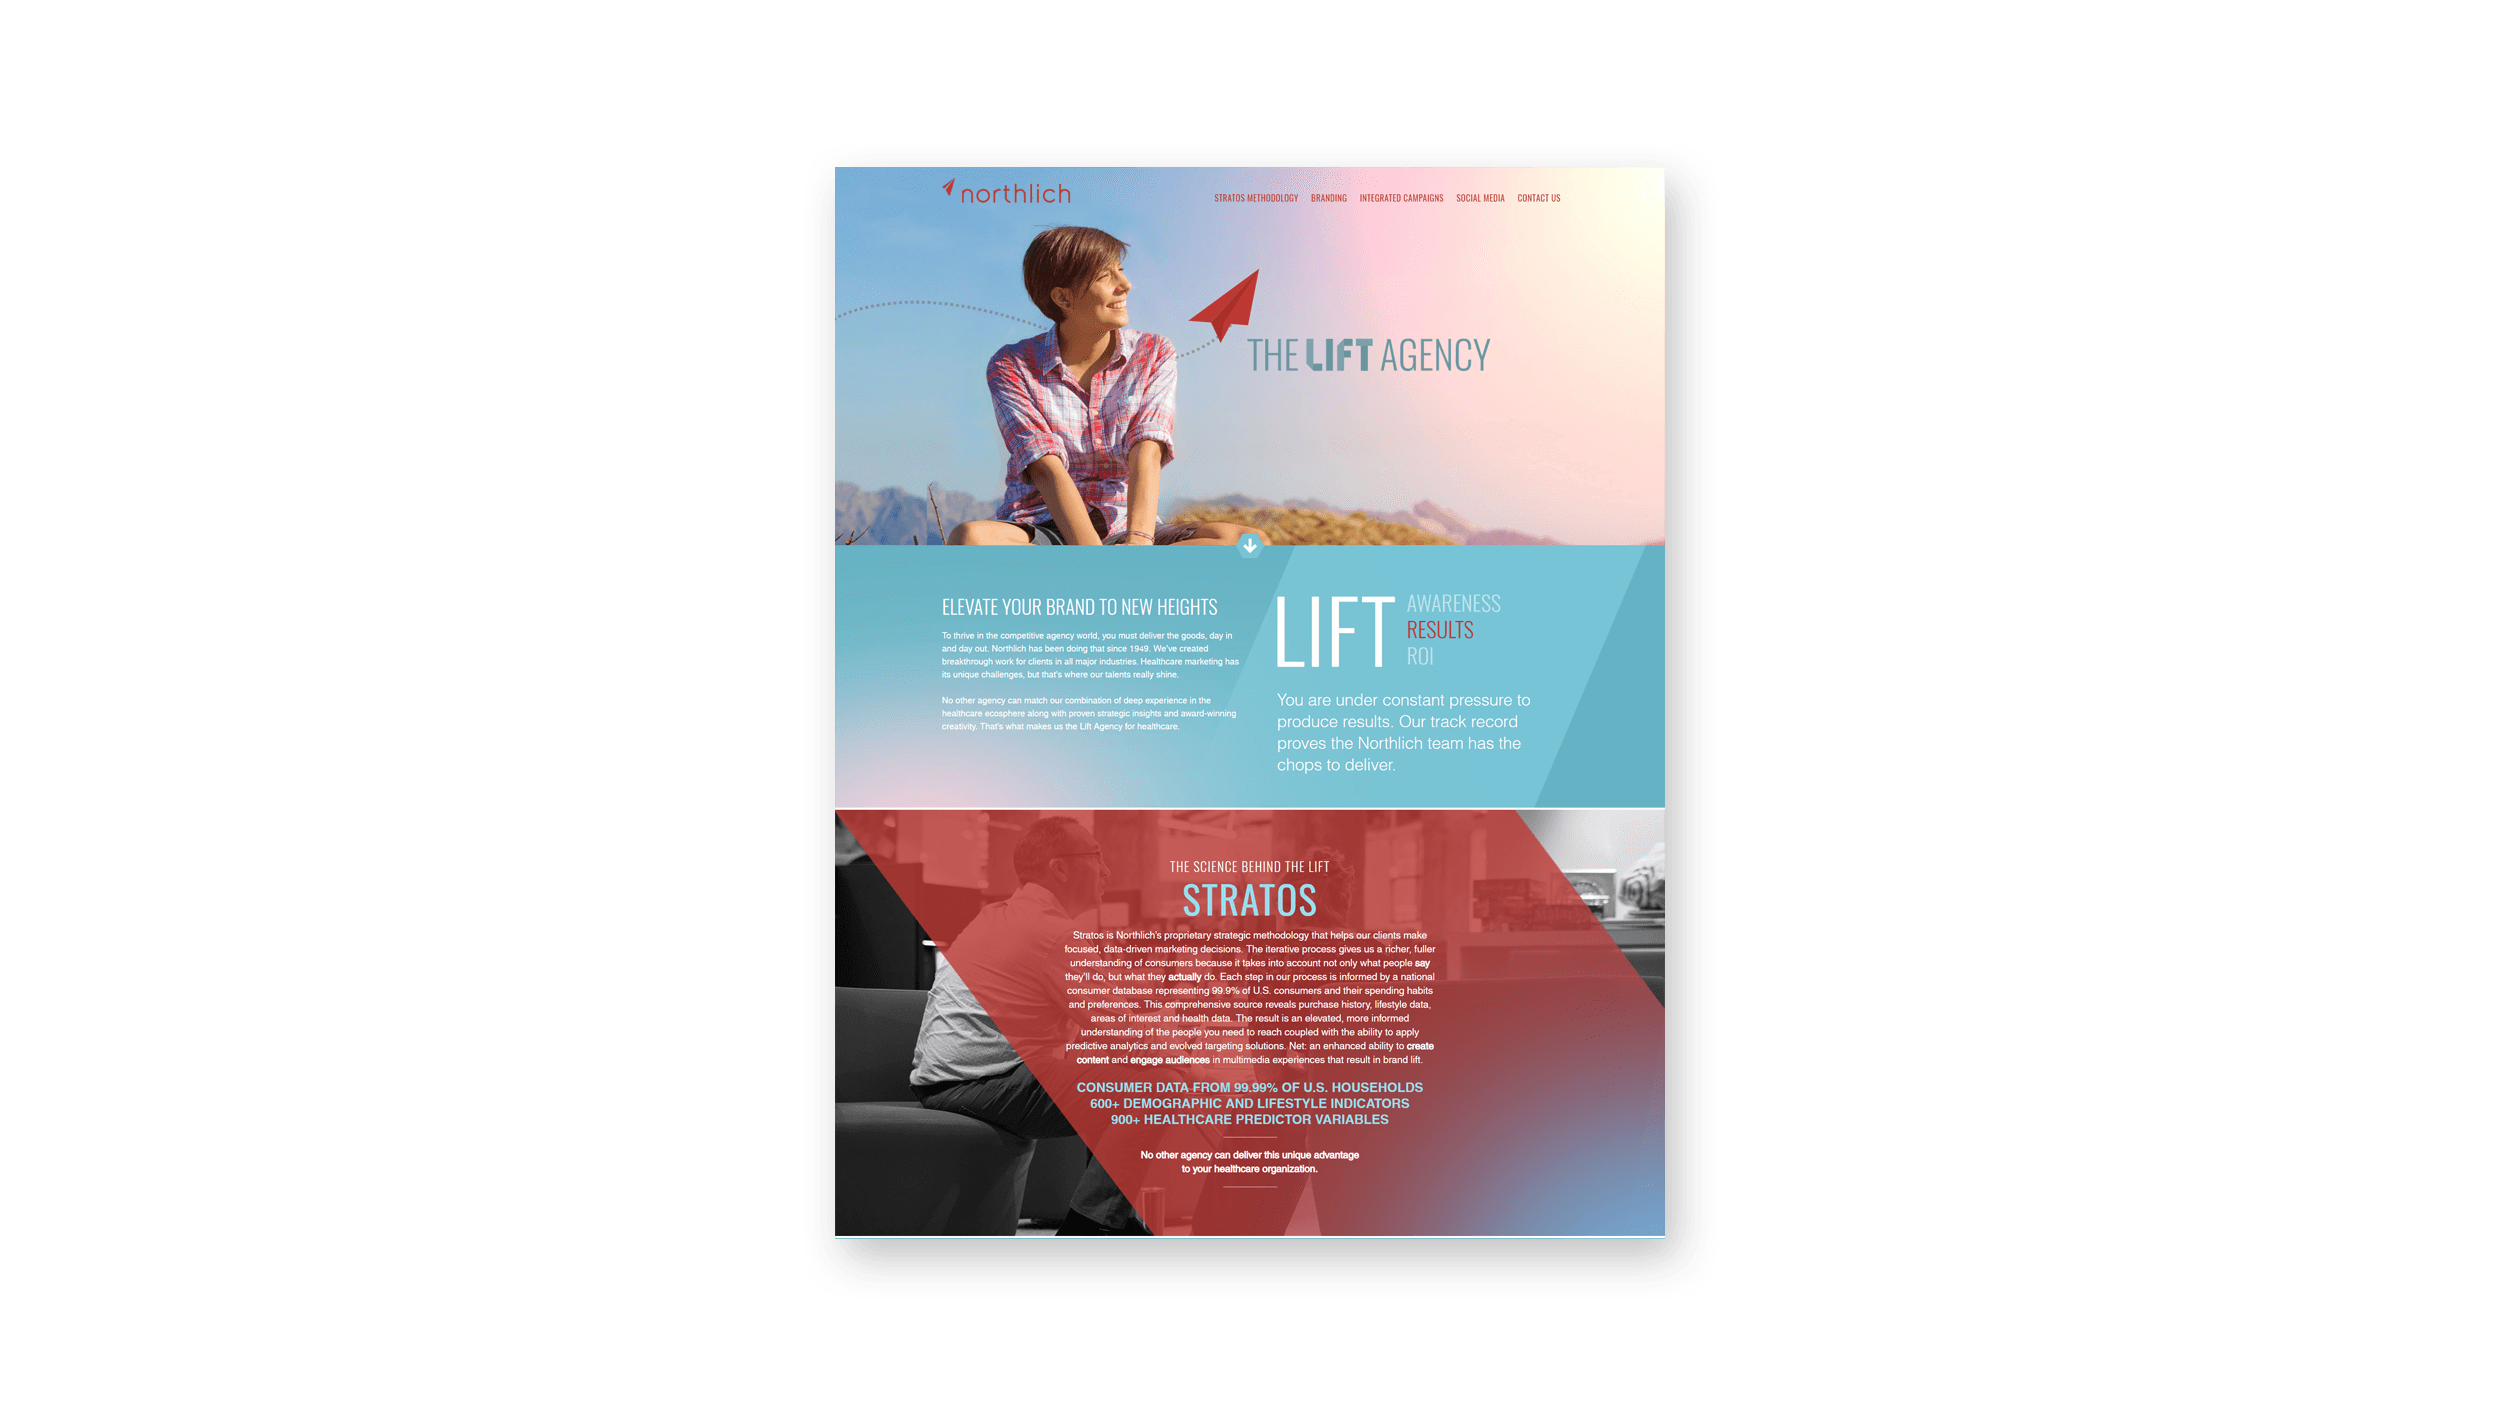 northlich
STRATOS METHODOLOGY BRANDING INTEGRATED CAMPAIGNS SOCIAL MEDIA CONTACT US
THE LIFT AGENCY
ELEVATE YOUR BRAND TO NEW HEIGHTS
To thrive in the competitive agency world, you must deliver the goods, day in
and day out. Northlich has been doing that since 1949. We've created
breakthrough work for clients in all major industries. Healthcare marketing has
its unique challenges, but that's where our talents really shine.
No other agency can match our combination of deep experience in the
healthcare ecosphere along with proven strategic insights and award-winning
creativity. That's what makes us the Lift Agency for healthcare.
LIFT
AWARENESS
RESULTS
ROI
You are under constant pressure to
produce results. Our track record
proves the Northlich team has the
chops to deliver.
THE SCIENCE BEHIND THE LIFT
STRATOS
Stratos is Northlich's proprietary strategic methodology that helps our clients make
focused, data-driven marketing decisions. The iterative process gives us a richer, fuller
understanding of consumers because it takes into account not only what people say
they'll do, but what they actually do. Each step in our process is informed by a national
consumer database representing 99.9% of U.S. consumers and their spending habits
and preferences. This comprehensive source reveals purchase history, lifestyle data,
areas of interest and health data. The result is an elevated, more informed
understanding of the people you need to reach coupled with the ability to apply
predictive analytics and evolved targeting solutions. Net: an enhanced ability to create
content and engage audiences in multimedia experiences that result in brand lift.
CONSUMER DATA FROM 99.99% OF U.S. HOUSEHOLDS
600+ DEMOGRAPHIC AND LIFESTYLE INDICATORS
900+ HEALTHCARE PREDICTOR VARIABLES
No other agency can deliver this unique advantage
to your healthcare organization.